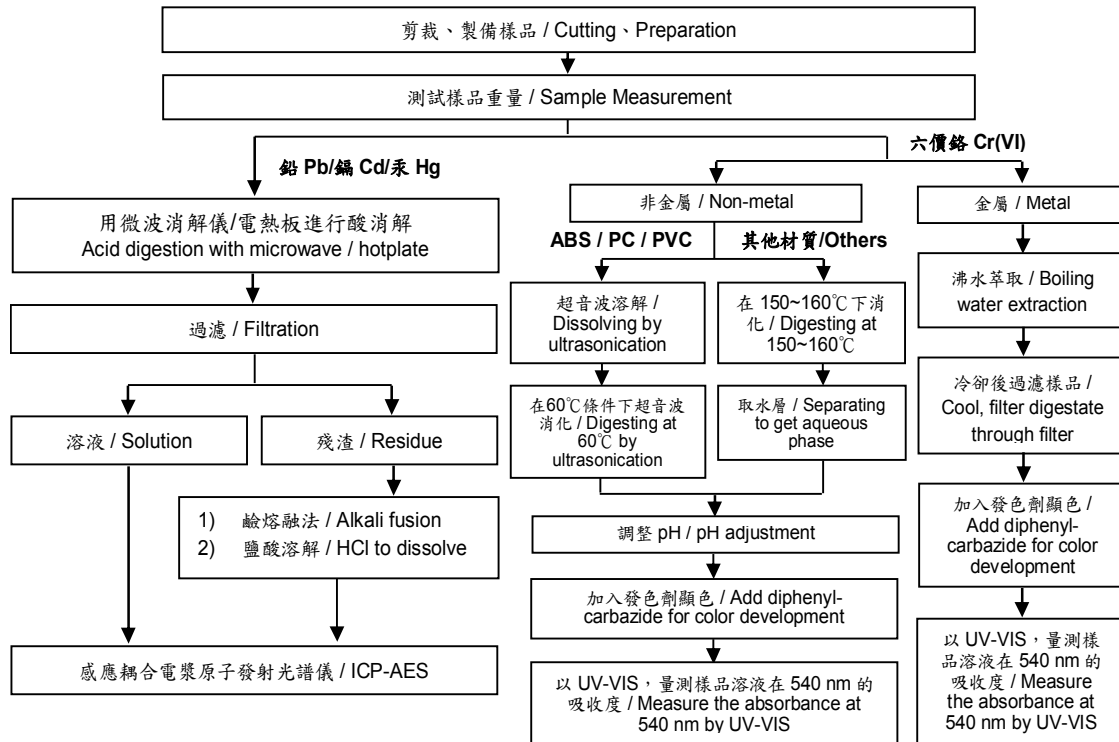 剪裁、製備樣品 / Cutting、Preparation
測試樣品重量 / Sample Measurement
六價鉻 Cr(VI)
鉛 Pb/鎘 Cd/汞 Hg
用微波消解儀/電熱板進行酸消解
Acid digestion with microwave / hotplate
過濾 / Filtration
溶液 / Solution
殘渣 / Residue
1) 鹼熔融法 / Alkali fusion
2) 鹽酸溶解 / HCl to dissolve
感應耦合電漿原子發射光譜儀 / ICP-AES
非金屬 / Non-metal
ABS / PC / PVC
其他材質/Others
超音波溶解 /
Dissolving by
ultrasonication
在 150~160℃下消
化 / Digesting at
150~160℃
在60℃條件下超音波
消化 / Digesting at
60℃ by
ultrasonication
取水層 / Separating
to get aqueous
phase
調整 pH / pH adjustment
加入發色劑顯色 / Add diphenyl-
carbazide for color development
以 UV-VIS，量測樣品溶液在 540 nm 的
吸收度 / Measure the absorbance at
540 nm by UV-VIS
金屬 / Metal
沸水萃取 / Boiling
water extraction
冷卻後過濾樣品 /
Cool, filter digestate
through filter
加入發色劑顯色 /
Add diphenyl-
carbazide for color
development
以 UV-VIS，量測樣
品溶液在 540 nm 的
吸收度 / Measure
the absorbance at
540 nm by UV-VIS